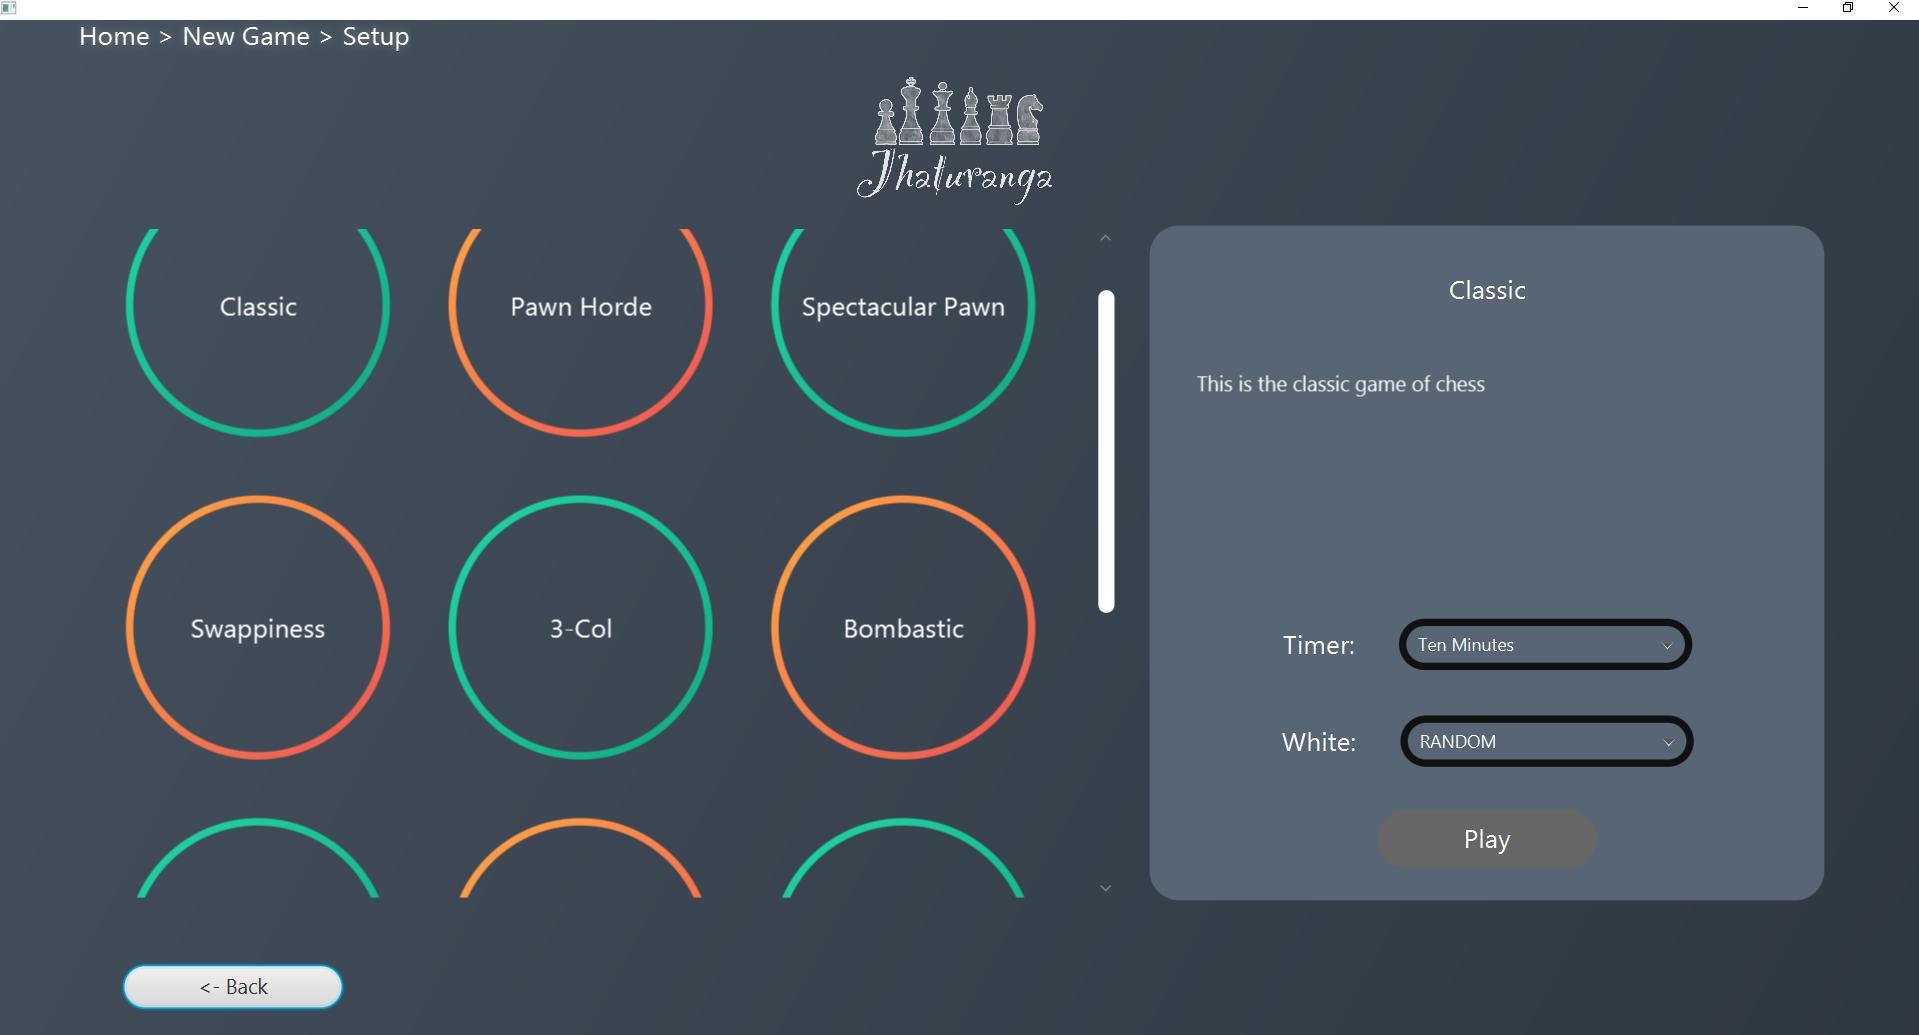 Home > New Game > Setup
Jhaturanga
Classic
Pawn Horde
Spectacular Pawn
Swappiness
3-Col
Bombastic
Classic
This is the classic game of chess
Timer:
Ten Minutes
White:
RANDOM
Play
<- Back